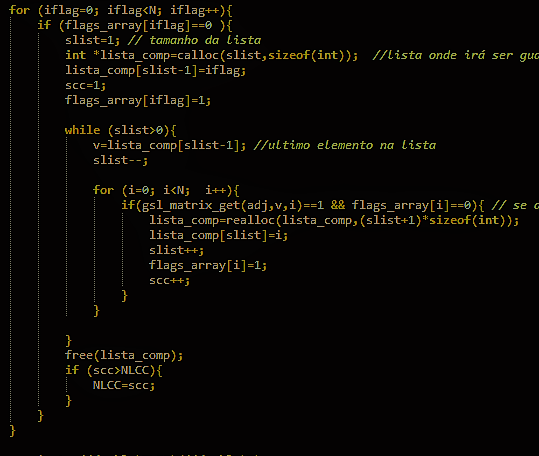 for (iflag=0; iflag<N; iflag++){
if (flags_array[iflag]==0 ){
slist=1; // tamanho da lista
int *lista_comp=calloc(slist,sizeof(int)); //lista onde irá ser
lista_comp[slist-1]=iflag;
scc=1;
flags_array[iflag]=1;
while (slist>0){
v=lista_comp[slist-1]; //ultimo elemento na lista
slist--;
for (i=0; i<N; i++){
if(gsl_matrix_get(adj,v,i)==1 && flags_array[i]==0){ // se
lista_comp=realloc(lista_comp,(slist+1)*sizeof(int));
lista_comp[slist]=i;
slist++;
flags_array[i]=1;
scc++;
}
}
}
free(lista_comp);
if (scc>NLCC){
NLCC=scc;
}
}
}